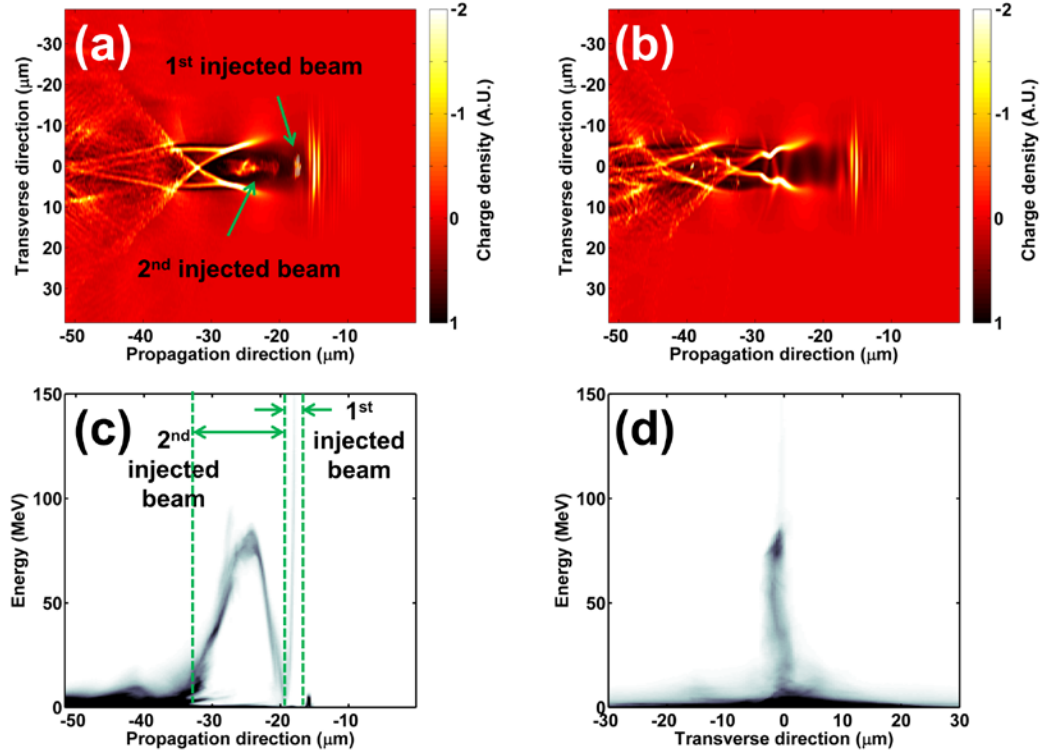 (a)
1st injected beam
2nd injected beam
-30
-20
-10
0
10
20
30
Transverse direction (μm)
-50
-40
-30
-20
-10
Propagation direction (μm)
-2
-1
0
1
Charge density (A.U.)
(b)
-30
-20
-10
0
10
20
30
Transverse direction (μm)
-50
-40
-30
-20
-10
Propagation direction (μm)
-2
-1
0
1
Charge density (A.U.)
(c)
2nd
injected
beam
1st
injected
beam
150
100
50
0
Energy (MeV)
-50
-40
-30
-20
-10
Propagation direction (μm)
(d)
150
100
50
0
Energy (MeV)
-30
-20
-10
0
10
20
30
Transverse direction (μm)